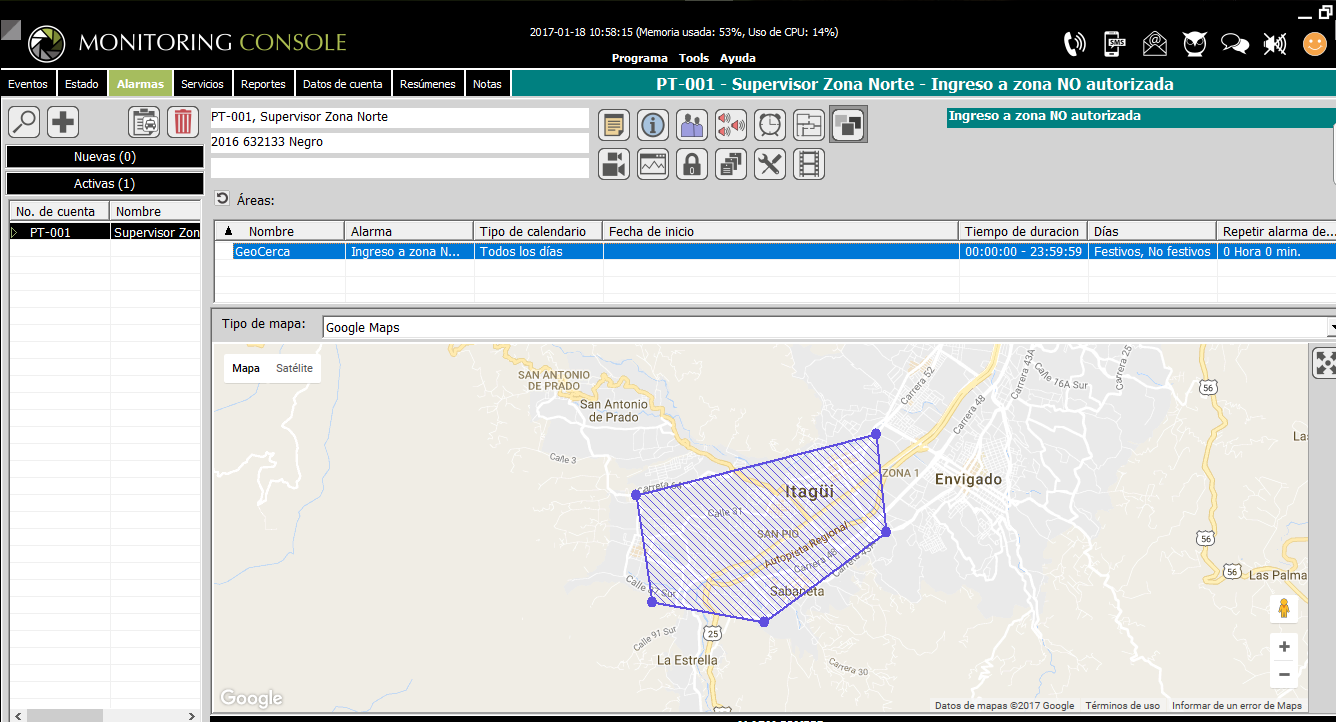 MONITORING CONSOLE
2017-01-18 10:58:15 (Memoria usada: 53%, Uso de CPU: 14%)
Programa Tools Ayuda
SMS
Eventos Estado Alarmas Servicios Reportes Datos de cuenta Resúmenes Notas
PT-001 - Supervisor Zona Norte - Ingreso a zona NO autorizada
PT-001, Supervisor Zona Norte
Ingreso a zona NO autorizada
2016 632133 Negro
Nuevas (0)
Activas (1)
No. de cuenta Nombre
PT-001 Supervisor Zon
Áreas:
Nombre Alarma Tipo de calendario Fecha de inicio Tiempo de duracion Días Repetir alarma de...
GeoCerca Ingreso a zona N... Todos los días 00:00:00 - 23:59:59 Festivos, No festivos 0 Hora 0 min.
Tipo de mapa: Google Maps
Mapa Satélite
SAN ANTONIO
DE PRADO
San Antonio
de Prado
Carrera 52
Carrera 43A
Calle 16A Sur
Carrera 25
Carrera 48
56
La
Calle 3
Carrera 64
Itagüi
ZONA 1
Envigado
Calle 31
SAN PIO
Autopista Regional
Carrera 48
Carrera 45
56
56
Las Palma
Sabaneta
25
Calle 91 Sur
La Estrella
Carrera 30
Google
Datos de mapas ©2017 Google Términos de uso Informar de un error de Maps